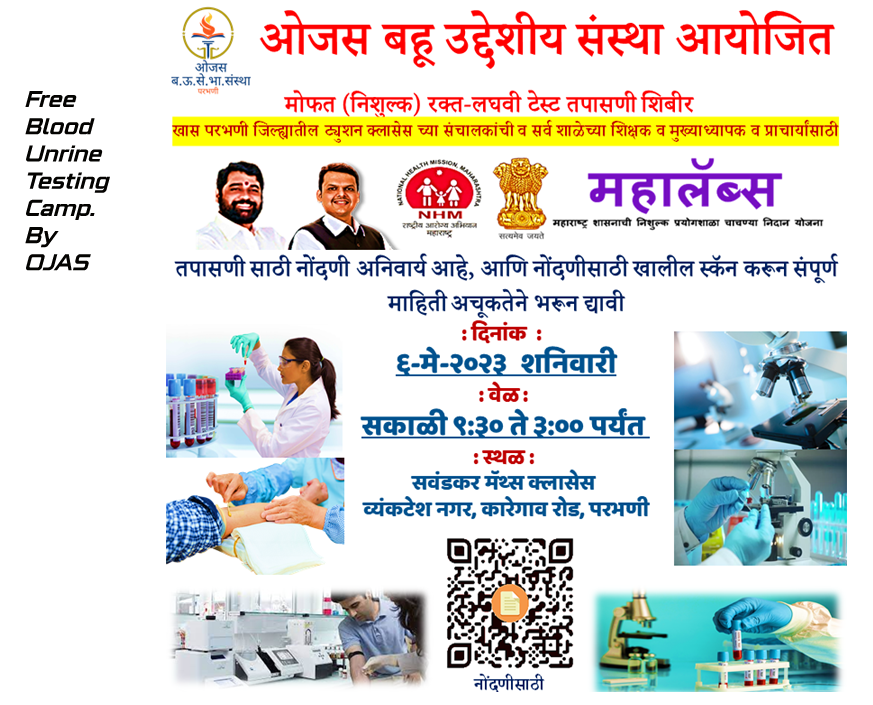 ओजस बहू उद्देशीय संस्था आयोजित
ओजस
ब.ऊ.से.भा.संस्था
परभणी
Free
Blood
Unrine
Testing
Camp.
By
OJAS
मोफत (निशुल्क) रक्त-लघवी टेस्ट तपासणी शिबीर
खास परभणी जिल्ह्यातील ट्युशन क्लासेस च्या संचालकांची व सर्व शाळेच्या शिक्षक व मुख्याध्यापक व प्राचार्यांसाठी
NATIONAL HEALTH MISSION, MAHARASHTRA
NHM
राष्ट्रीय आरोग्य अभियान
महाराष्ट्र
सत्यमेव जयते
महालॅब्स
महाराष्ट्र शासनाची निशुल्क प्रयोगशाळा चाचण्या निदान योजना
तपासणी साठी नोंदणी अनिवार्य आहे, आणि नोंदणीसाठी खालील स्कॅन करून संपूर्ण
माहिती अचूकतेने भरून द्यावी
: दिनांक :
६-मे-२०२३ शनिवारी
: वेळ :
सकाळी ९:३० ते ३:०० पर्यंत
: स्थळ :
सवंडकर मॅथ्स क्लासेस
व्यंकटेश नगर, कारेगाव रोड, परभणी
नोंदणीसाठी